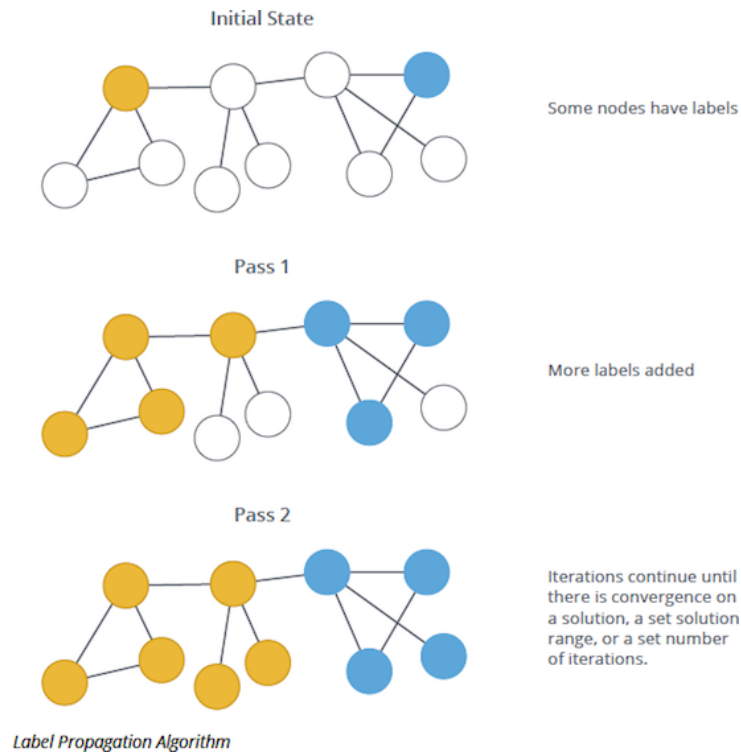 Initial State
Some nodes have labels
Pass 1
More labels added
Pass 2
Iterations continue until
there is convergence on
a solution, a set solution
range, or a set number
of iterations.
Label Propagation Algorithm